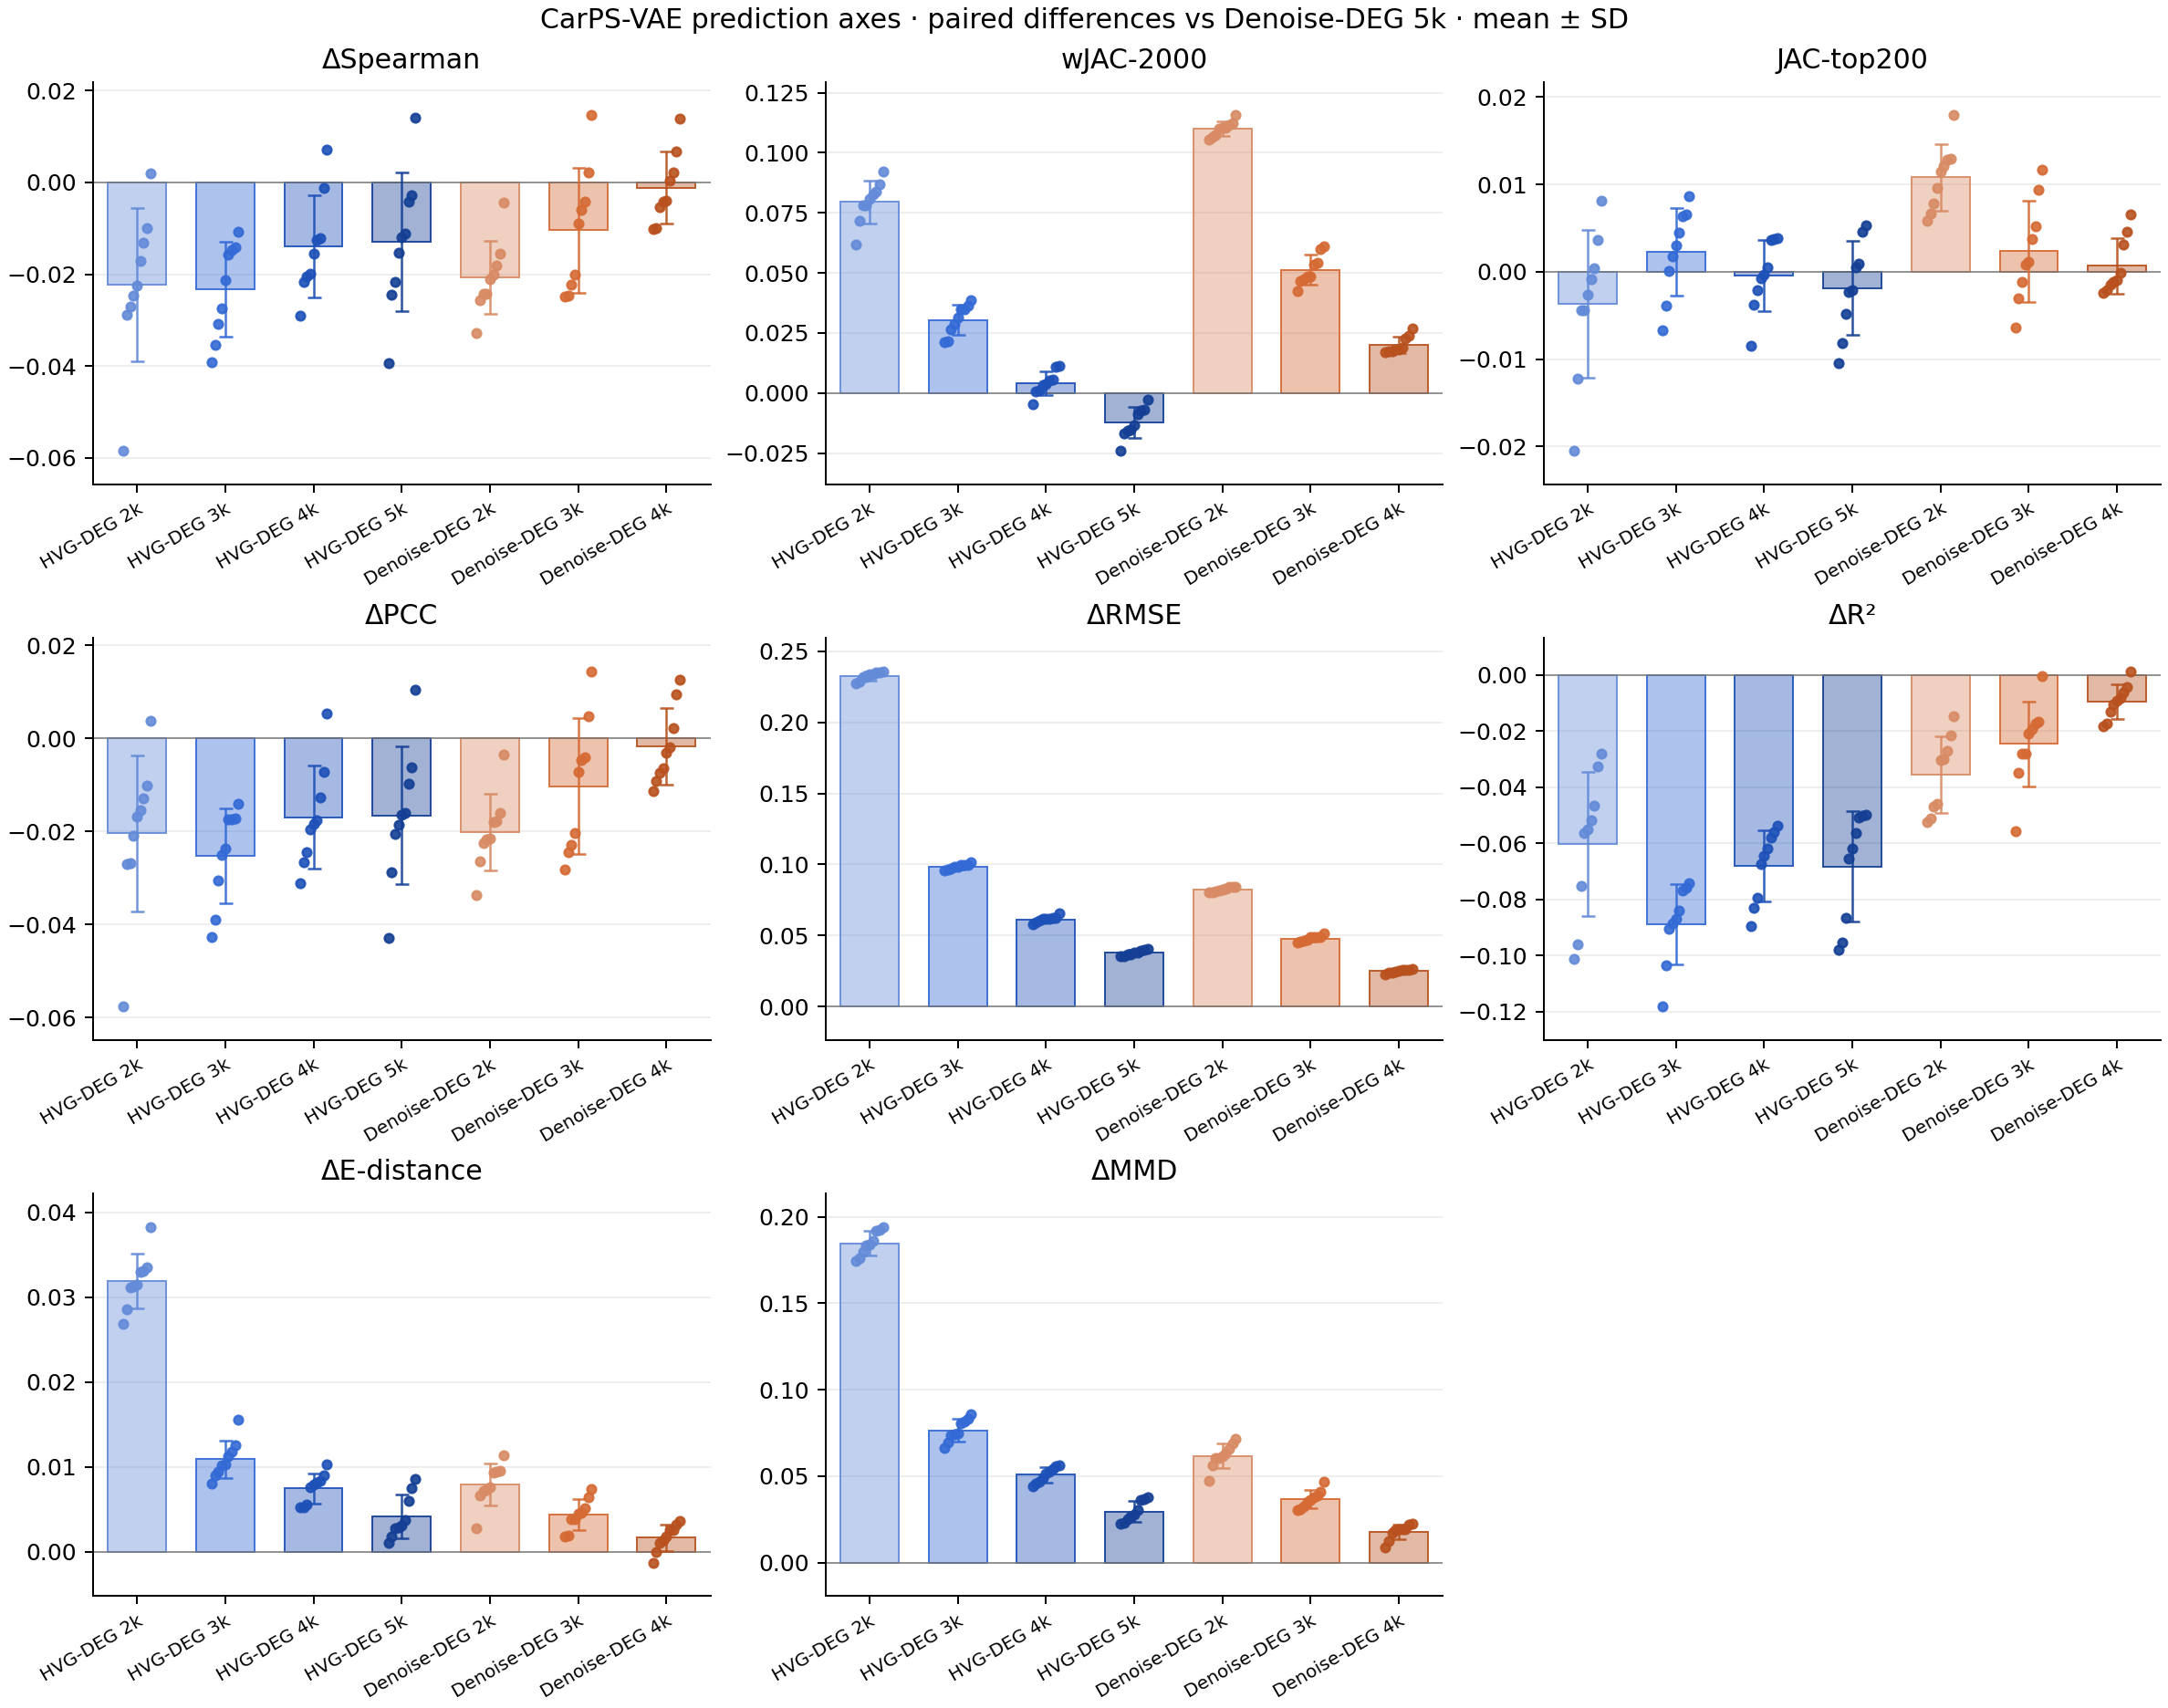 CarPS-VAE prediction axes · paired differences vs Denoise-DEG 5k · mean ± SD
ΔSpearman
0.02
0.00
−0.02
−0.04
−0.06
HVG-DEG 2k
HVG-DEG 3k
HVG-DEG 4k
HVG-DEG 5k
Denoise-DEG 2k
Denoise-DEG 3k
Denoise-DEG 4k
wJAC-2000
0.125
0.100
0.075
0.050
0.025
0.000
−0.025
HVG-DEG 2k
HVG-DEG 3k
HVG-DEG 4k
HVG-DEG 5k
Denoise-DEG 2k
Denoise-DEG 3k
Denoise-DEG 4k
JAC-top200
0.02
0.01
0.00
−0.01
−0.02
HVG-DEG 2k
HVG-DEG 3k
HVG-DEG 4k
HVG-DEG 5k
Denoise-DEG 2k
Denoise-DEG 3k
Denoise-DEG 4k
ΔPCC
0.02
0.00
−0.02
−0.04
−0.06
HVG-DEG 2k
HVG-DEG 3k
HVG-DEG 4k
HVG-DEG 5k
Denoise-DEG 2k
Denoise-DEG 3k
Denoise-DEG 4k
ΔRMSE
0.25
0.20
0.15
0.10
0.05
0.00
HVG-DEG 2k
HVG-DEG 3k
HVG-DEG 4k
HVG-DEG 5k
Denoise-DEG 2k
Denoise-DEG 3k
Denoise-DEG 4k
ΔR²
0.00
−0.02
−0.04
−0.06
−0.08
−0.10
−0.12
HVG-DEG 2k
HVG-DEG 3k
HVG-DEG 4k
HVG-DEG 5k
Denoise-DEG 2k
Denoise-DEG 3k
Denoise-DEG 4k
ΔE-distance
0.04
0.03
0.02
0.01
0.00
HVG-DEG 2k
HVG-DEG 3k
HVG-DEG 4k
HVG-DEG 5k
Denoise-DEG 2k
Denoise-DEG 3k
Denoise-DEG 4k
ΔMMD
0.20
0.15
0.10
0.05
0.00
HVG-DEG 2k
HVG-DEG 3k
HVG-DEG 4k
HVG-DEG 5k
Denoise-DEG 2k
Denoise-DEG 3k
Denoise-DEG 4k